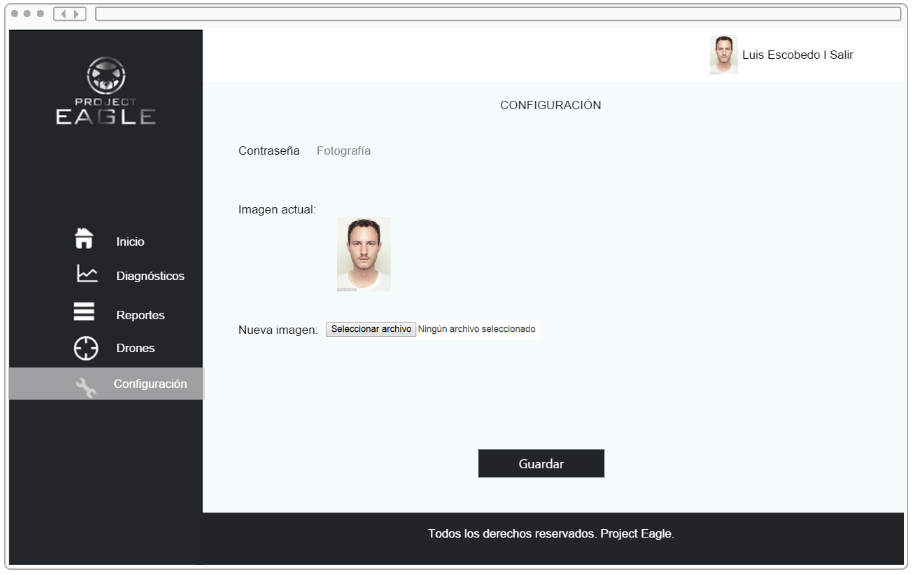 PROJECT
EAGLE
Luis Escobedo I Salir
Inicio
Diagnósticos
Reportes
Drones
Configuración
CONFIGURACIÓN
Contraseña Fotografía
Imagen actual:
Nueva imagen: Seleccionar archivo Ningún archivo seleccionado
Guardar
Todos los derechos reservados. Project Eagle.